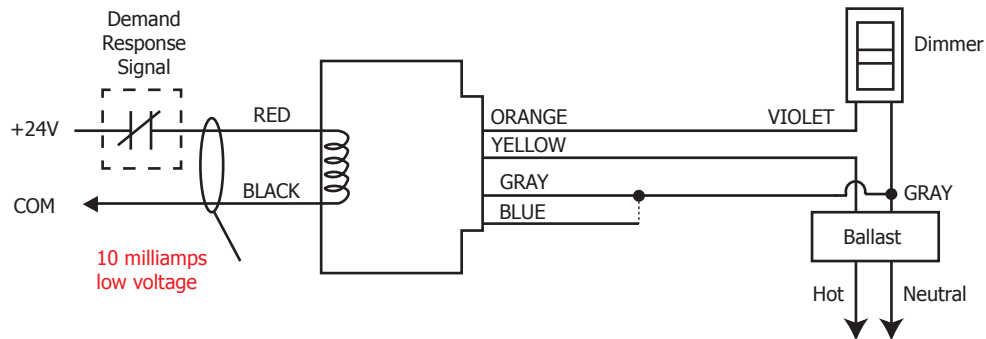 Demand
Response
Signal
Dimmer
+24V
RED
ORANGE
VIOLET
YELLOW
GRAY
GRAY
BLACK
COM
BLUE
Ballast
10 milliamps
low voltage
Hot
Neutral